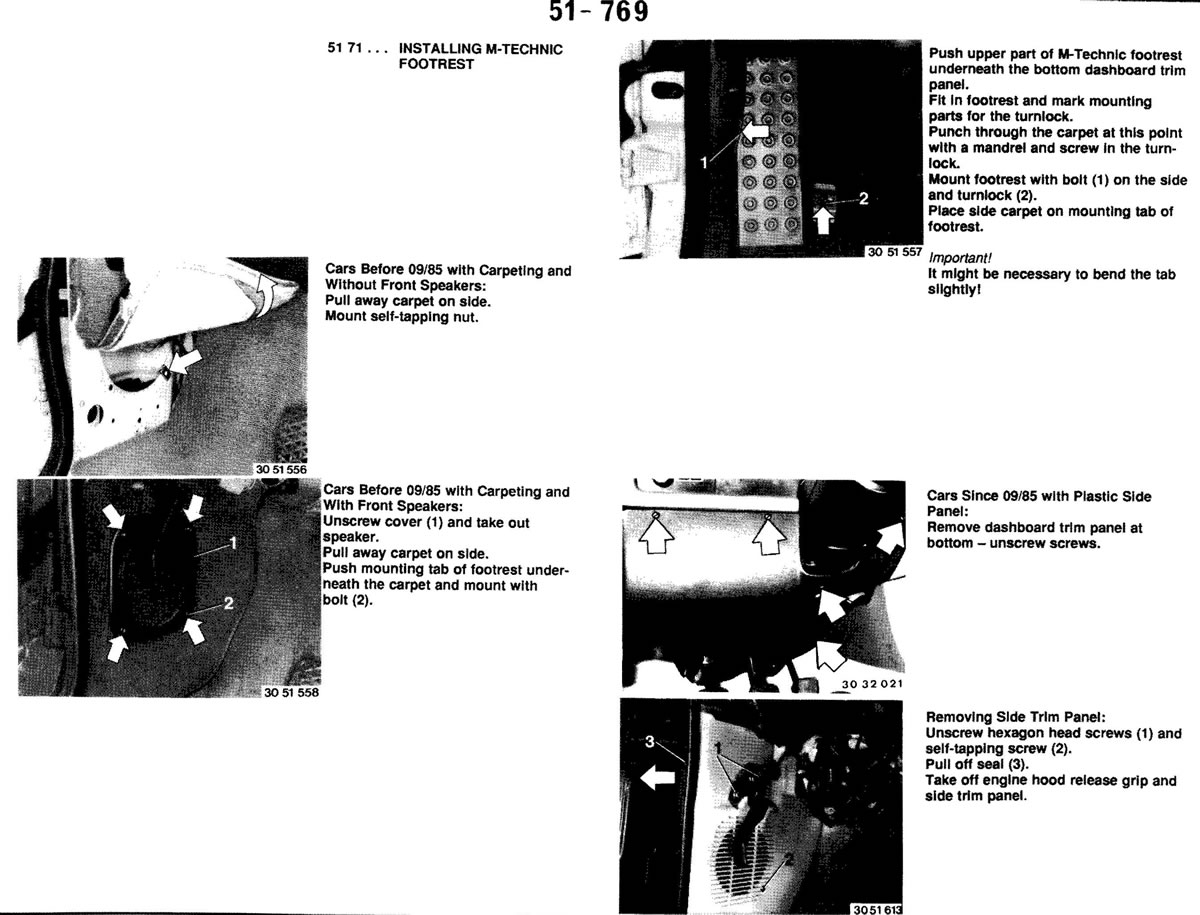 51-769
51 71 . . . INSTALLING M-TECHNIC
FOOTREST
Cars Before 09/85 with Carpeting and
Without Front Speakers:
Pull away carpet on side.
Mount self-tapping nut.
30 51 556
Cars Before 09/85 with Carpeting and
With Front Speakers:
Unscrew cover (1) and take out
speaker.
Pull away carpet on side.
Push mounting tab of footrest under-
neath the carpet and mount with
bolt (2).
1
2
30 51 558
Push upper part of M-Technic footrest
underneath the bottom dashboard trim
panel.
Fit in footrest and mark mounting
parts for the turnlock.
Punch through the carpet at this point
with a mandrel and screw in the turn-
lock.
Mount footrest with bolt (1) on the side
and turnlock (2).
Place side carpet on mounting tab of
footrest.
Important!
It might be necessary to bend the tab
slightly!
1
2
30 51 557
Cars Since 09/85 with Plastic Side
Panel:
Remove dashboard trim panel at
bottom – unscrew screws.
30 32 021
Removing Side Trim Panel:
Unscrew hexagon head screws (1) and
self-tapping screw (2).
Pull off seal (3).
Take off engine hood release grip and
side trim panel.
3
1
2
30 51 613